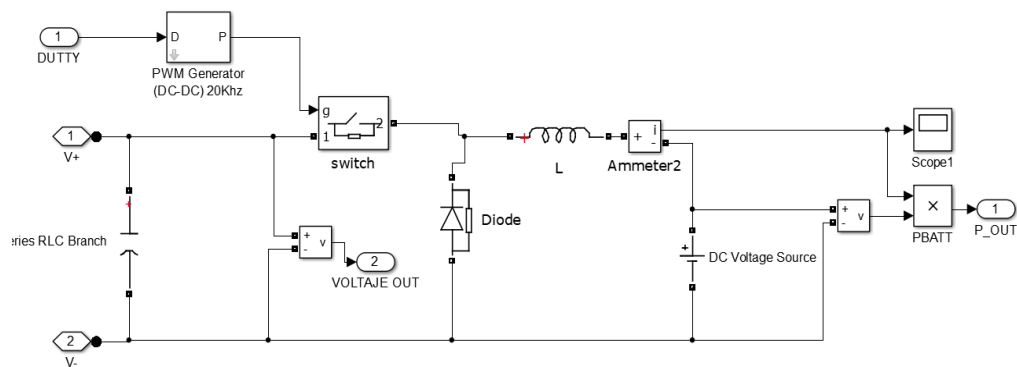 1
DUTTY
D
P
PWM Generator
(DC-DC) 20Khz
1
V+
g
1
2
switch
L
+
i
-
Ammeter2
Scope1
eries RLC Branch
+
-
v
2
VOLTAJE OUT
Diode
+
DC Voltage Source
+
-
v
×
PBATT
1
P_OUT
2
V-